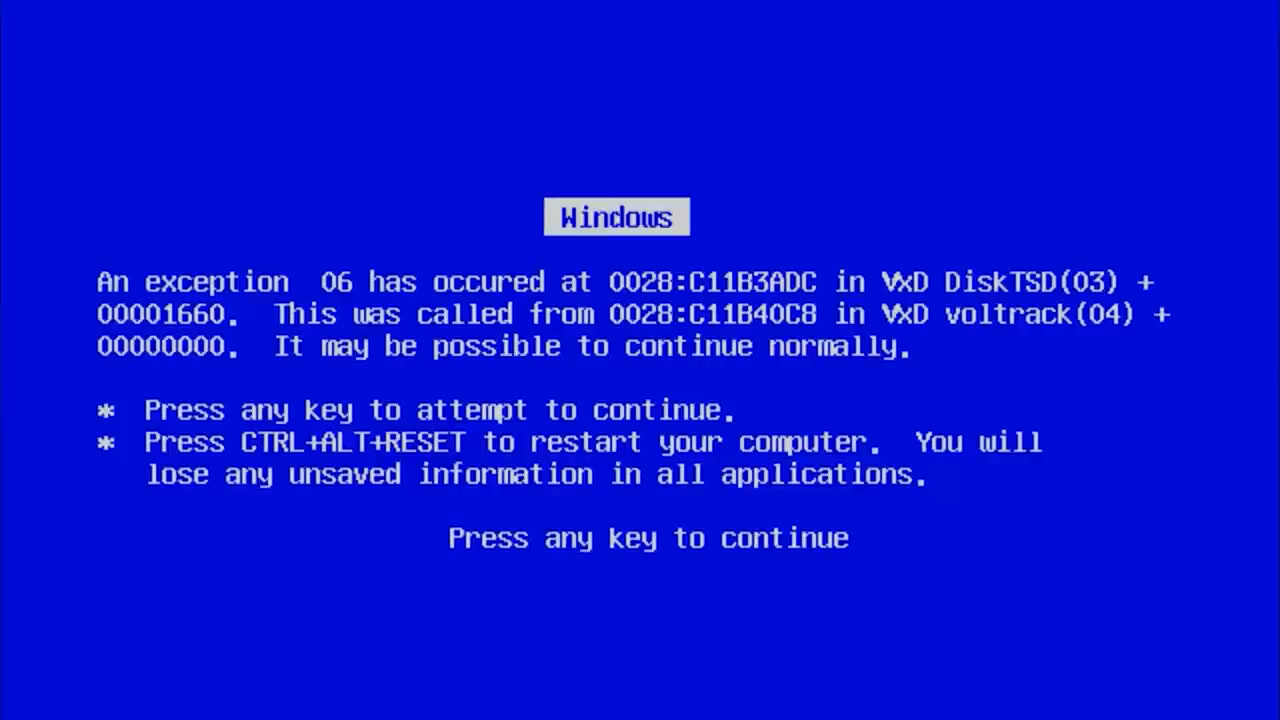 Windows
An exception  06 has occured at 0028:C11B3ADC in VxD DiskTSD(03) +
00001660.  This was called from 0028:C11B40C8 in VxD voltrack(04) +
00000000.  It may be possible to continue normally.
*  Press any key to attempt to continue.
*  Press CTRL+ALT+RESET to restart your computer.  You will
lose any unsaved information in all applications.
Press any key to continue